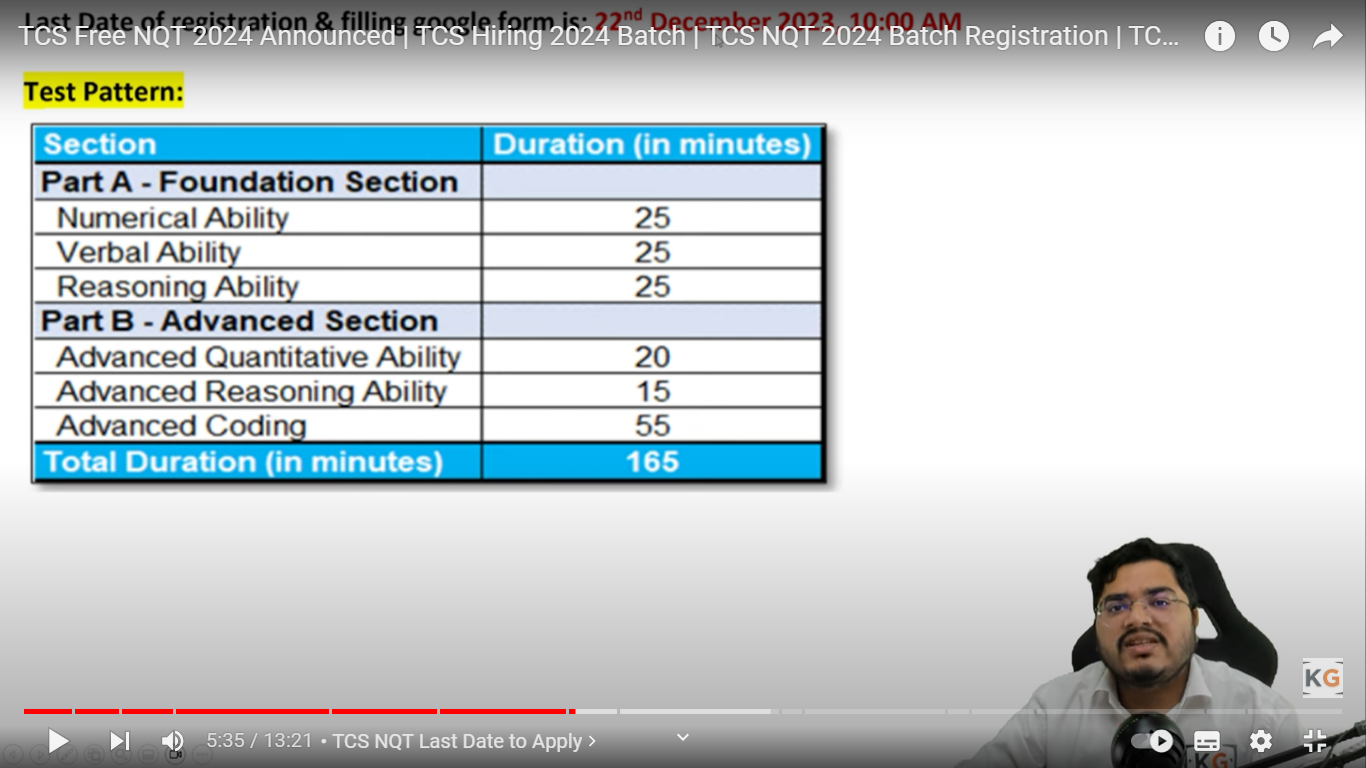 Last Date of registration & filling google form is: 22nd December 2023, 10:00 AM
TCS Free NQT 2024 Announced | TCS Hiring 2024 Batch | TCS NQT 2024 Batch Registration | TC...
Test Pattern:
Section Duration (in minutes)
Part A - Foundation Section
Numerical Ability 25
Verbal Ability 25
Reasoning Ability 25
Part B - Advanced Section
Advanced Quantitative Ability 20
Advanced Reasoning Ability 15
Advanced Coding 55
Total Duration (in minutes) 165
KG
5:35 / 13:21 • TCS NQT Last Date to Apply ›
KG